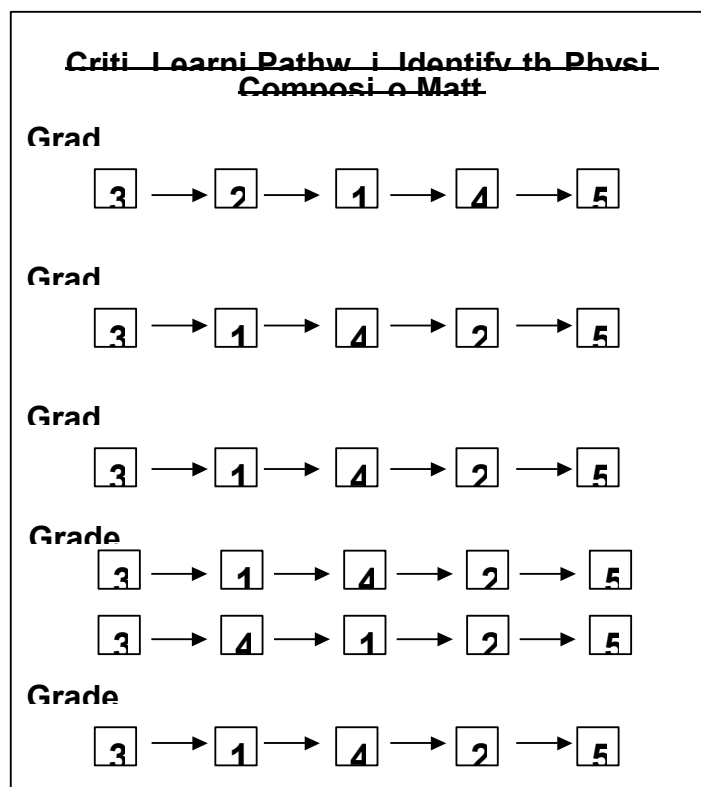 Criti Learni Pathw i Identify th Physi
Composi o Matt
Grad
3 → 2 → 1 → 4 → 5
Grad
3 → 1 → 4 → 2 → 5
Grad
3 → 1 → 4 → 2 → 5
Grade
3 → 1 → 4 → 2 → 5
3 → 4 → 1 → 2 → 5
Grade
3 → 1 → 4 → 2 → 5